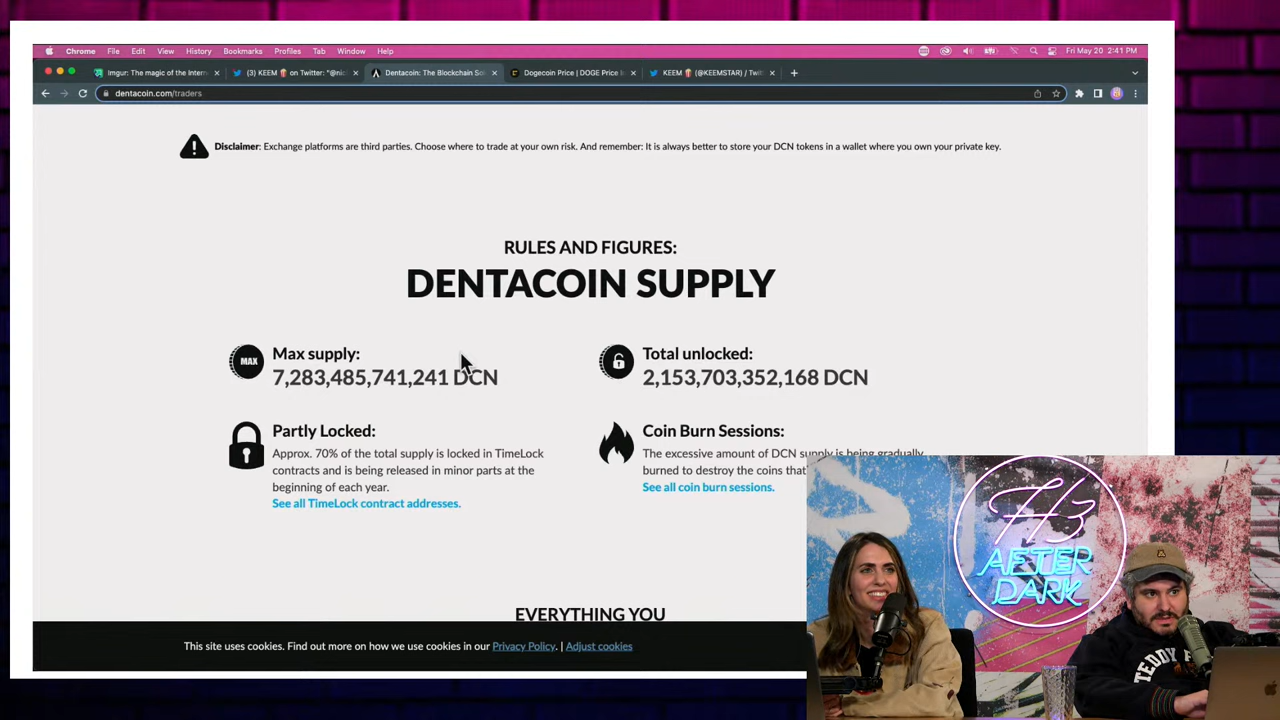 Chrome File Edit View History Bookmarks Profiles Tab Window Help Fri May 20 2:41 PM
Imgur: The magic of the Intern (3) KEEM on Twitter: "@nic Dentacoin: The Blockchain So Dogecoin Price | DOGE Price KEEM (@KEEMSTAR) / Twit
dentacoin.com/traders
Disclaimer: Exchange platforms are third parties. Choose where to trade at your own risk. And remember: It is always better to store your DCN tokens in a wallet where you own your private key.
RULES AND FIGURES:
DENTACOIN SUPPLY
MAX
Max supply:
7,283,485,741,241 DCN
Total unlocked:
2,153,703,352,168 DCN
Partly Locked:
Approx. 70% of the total supply is locked in TimeLock
contracts and is being released in minor parts at the
beginning of each year.
See all TimeLock contract addresses.
Coin Burn Sessions:
The excessive amount of DCN supply is being gradually
burned to destroy the coins that
See all coin burn sessions.
EVERYTHING YOU
This site uses cookies. Find out more on how we use cookies in our Privacy Policy. | Adjust cookies
H3
AFTER
DARK
TEDDY F